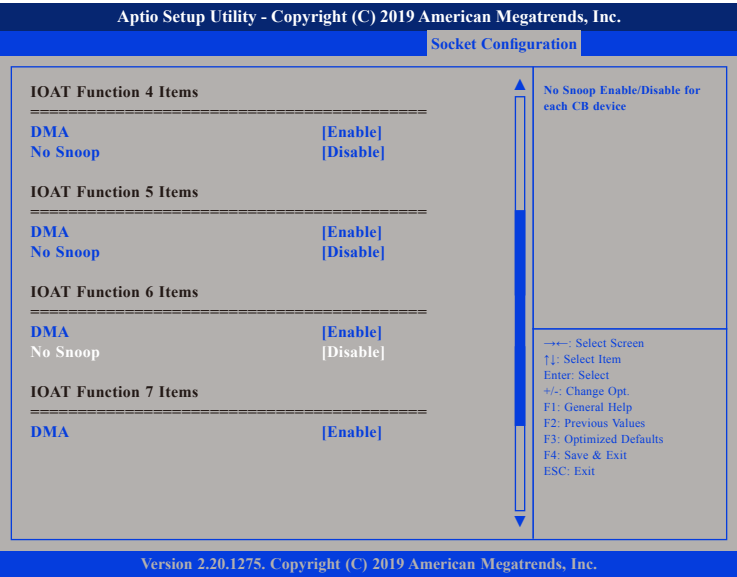 Aptio Setup Utility - Copyright (C) 2019 American Megatrends, Inc.
Socket Configuration
IOAT Function 4 Items
==========================================
DMA [Enable]
No Snoop [Disable]
IOAT Function 5 Items
==========================================
DMA [Enable]
No Snoop [Disable]
IOAT Function 6 Items
==========================================
DMA [Enable]
No Snoop [Disable]
IOAT Function 7 Items
==========================================
DMA [Enable]
No Snoop Enable/Disable for
each CB device
→←: Select Screen
↑↓: Select Item
Enter: Select
+/-: Change Opt.
F1: General Help
F2: Previous Values
F3: Optimized Defaults
F4: Save & Exit
ESC: Exit
Version 2.20.1275. Copyright (C) 2019 American Megatrends, Inc.